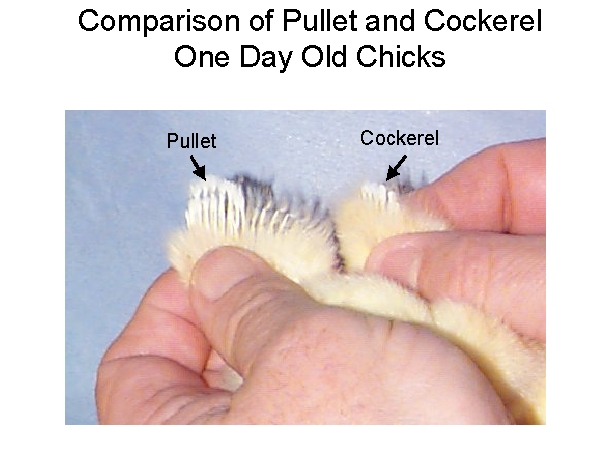 Comparison of Pullet and Cockerel
One Day Old Chicks
Pullet
Cockerel